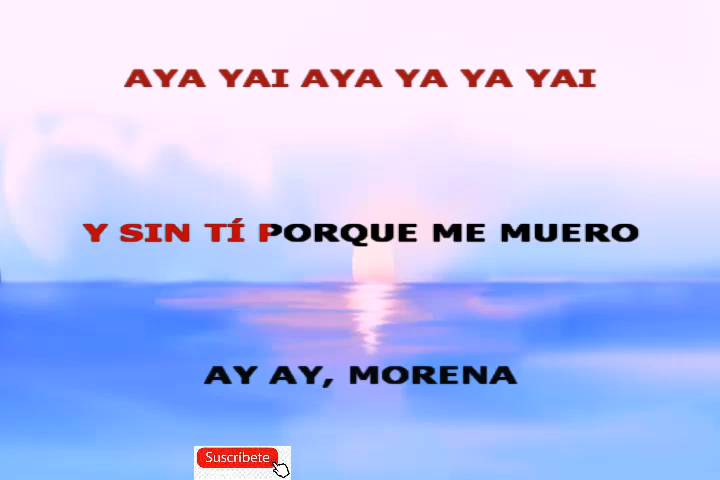 AYA YAI AYA YA YA YAI
Y SIN TÍ PORQUE ME MUERO
AY AY, MORENA
Suscribete